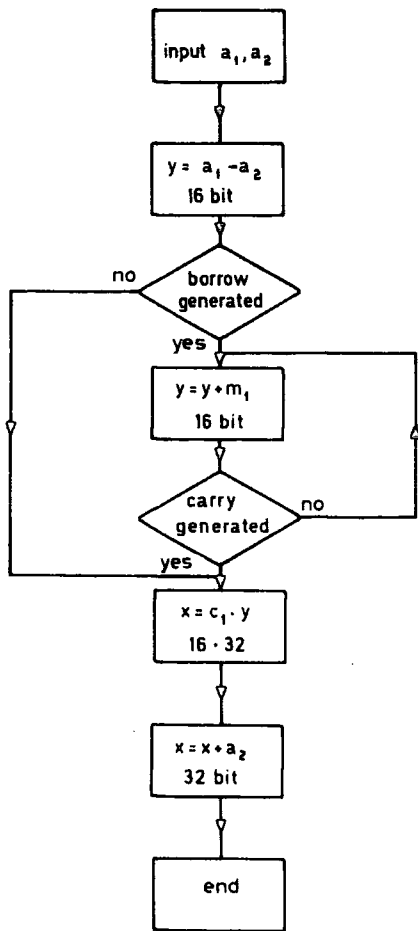 input a₁, a₂
y = a₁ - a₂
16 bit
no
borrow
generated
yes
y = y + m₁
16 bit
carry
generated
no
yes
x = c₁ · y
16 · 32
x = x + a₂
32 bit
end